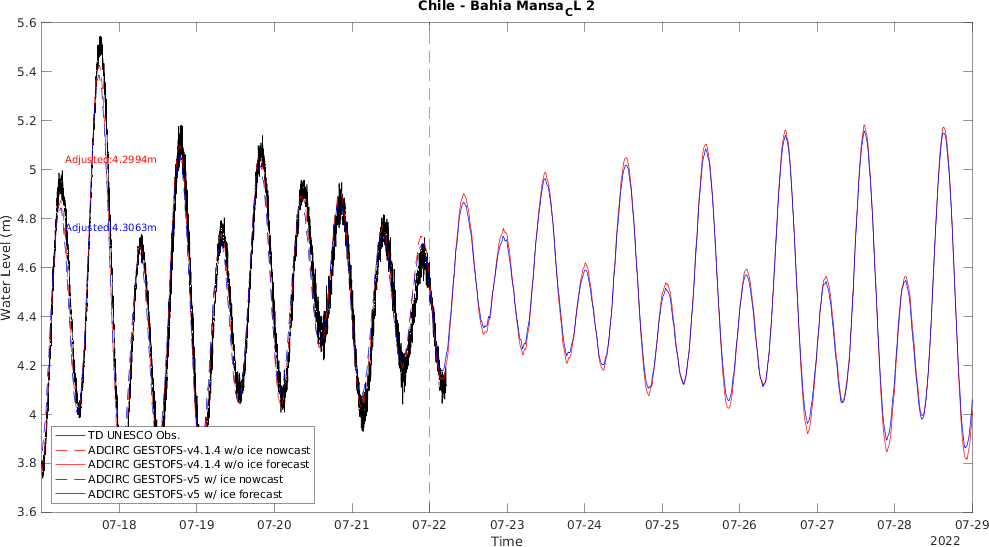 Chile - Bahia Mansa_CL 2
Water Level (m)
5.6
5.4
5.2
5
4.8
4.6
4.4
4.2
4
3.8
3.6
Adjusted:4.2994m
Adjusted:4.3063m
TD UNESCO Obs.
ADCIRC GESTOFS-v4.1.4 w/o ice nowcast
ADCIRC GESTOFS-v4.1.4 w/o ice forecast
ADCIRC GESTOFS-v5 w/ ice nowcast
ADCIRC GESTOFS-v5 w/ ice forecast
07-18 07-19 07-20 07-21 07-22 07-23 07-24 07-25 07-26 07-27 07-28 07-29
Time
2022